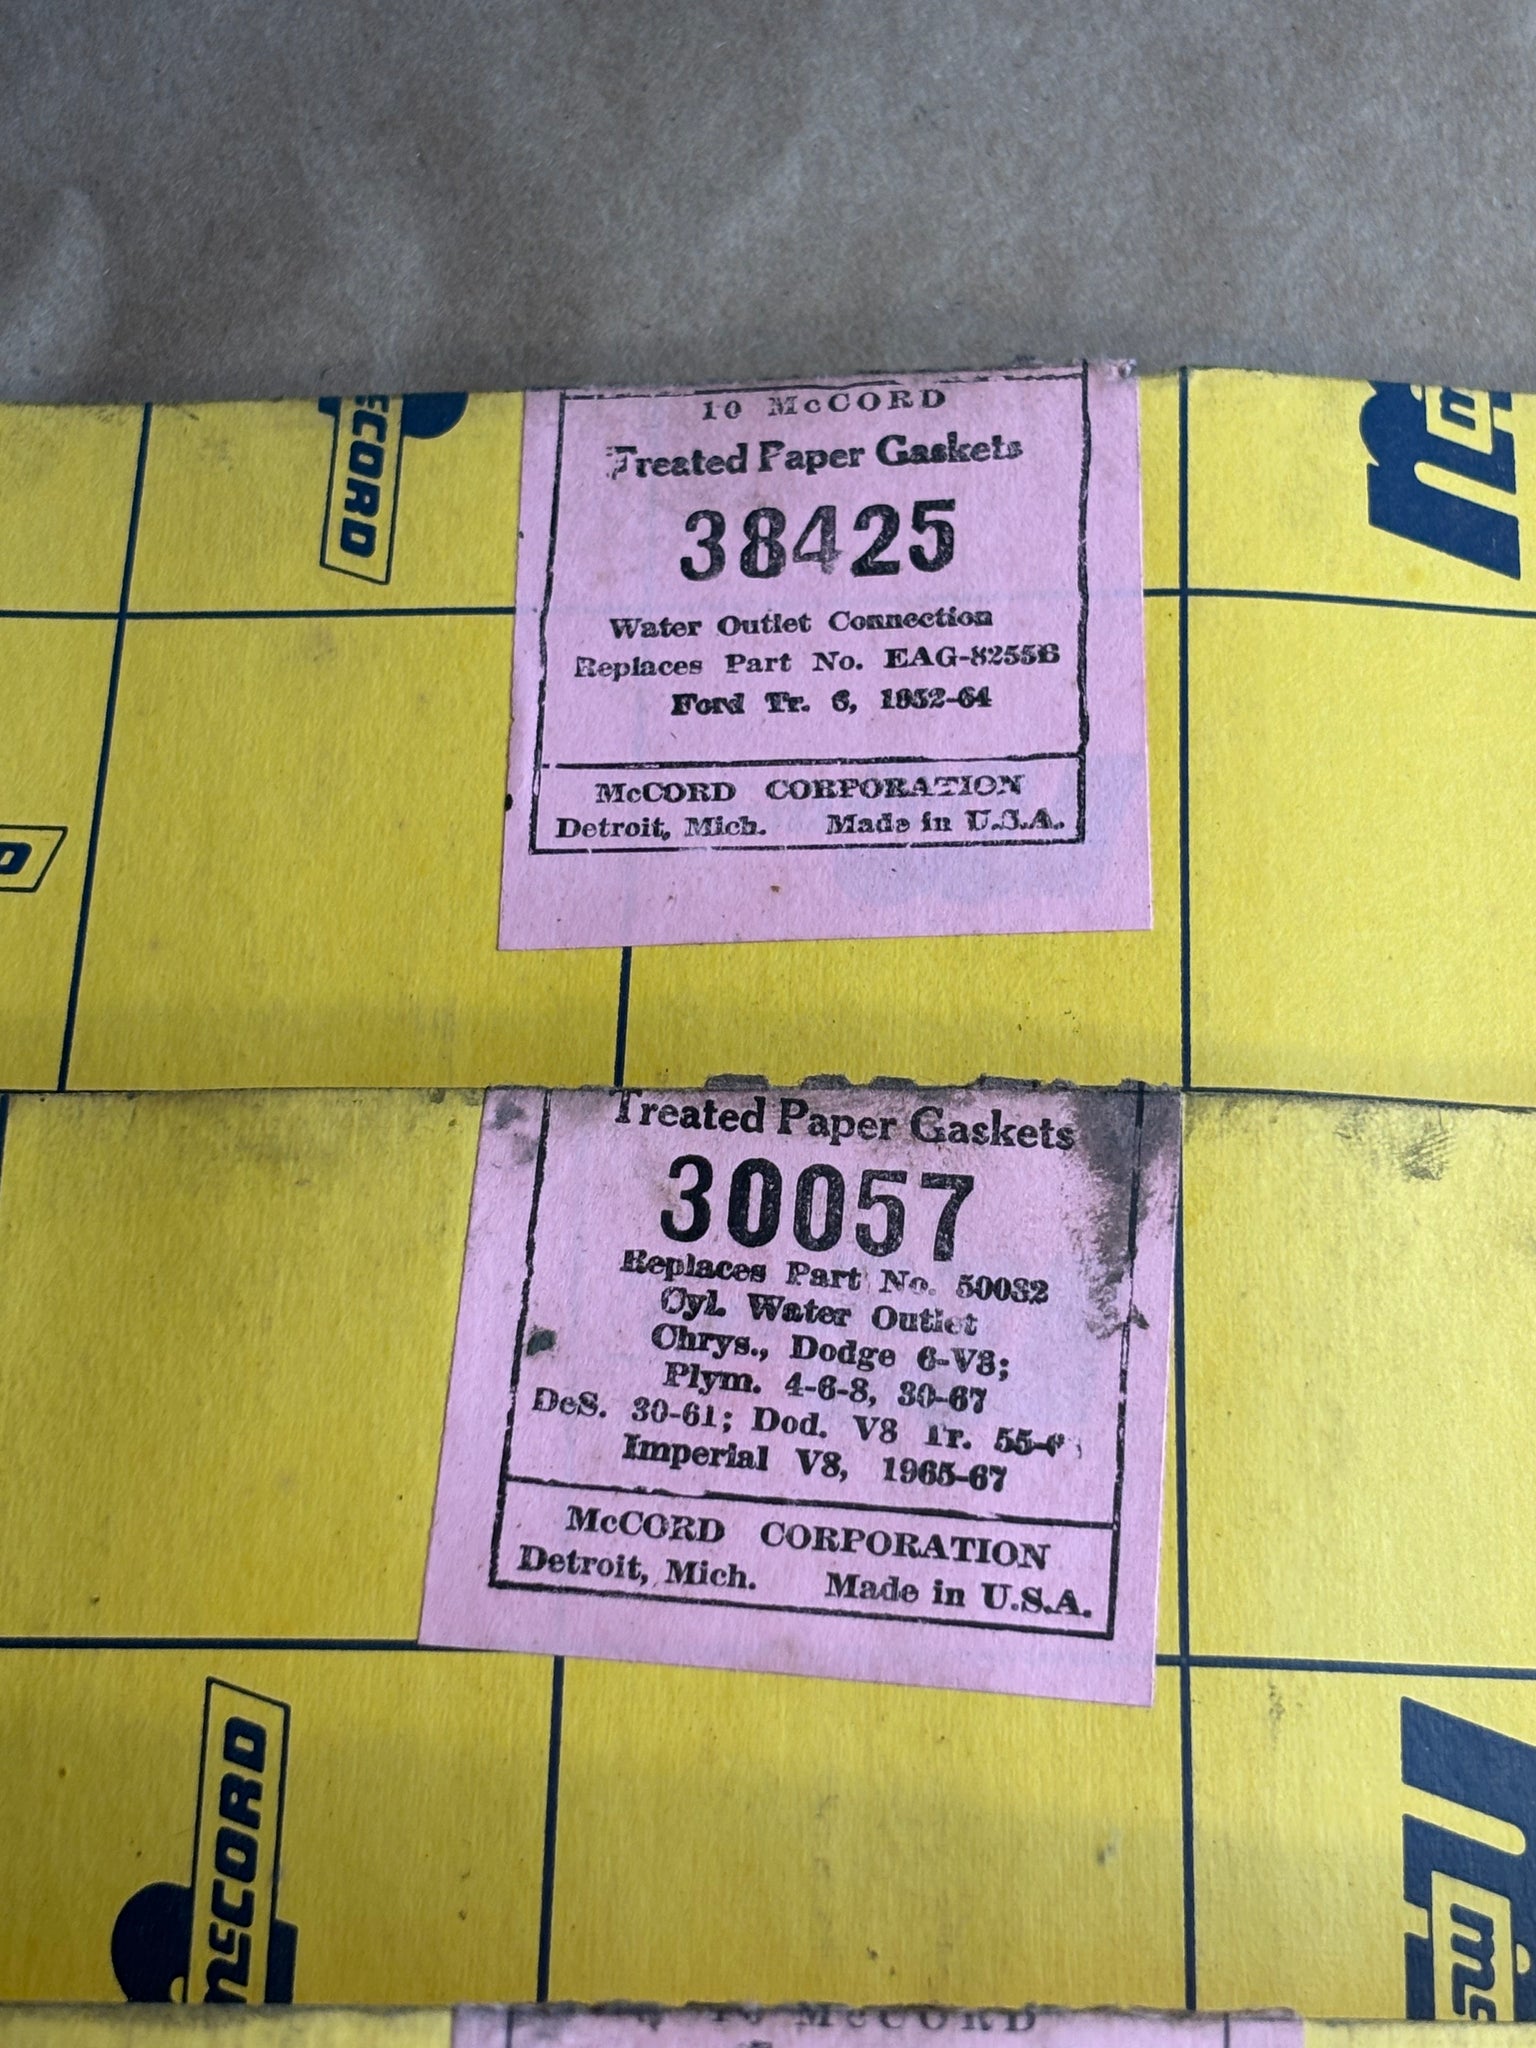 McCORD
10 McCORD
Treated Paper Gaskets
38425
Water Outlet Connection
Replaces Part No. EAG-8255B
Ford Tr. 6, 1952-64
McCORD CORPORATION
Detroit, Mich. Made in U.S.A.
Treated Paper Gaskets
30057
Replaces Part No. 50032
Cyl. Water Outlet
Chrys., Dodge 6-V8;
Plym. 4-6-8, 30-67
DeS. 30-61; Dod. V8 Tr.
Imperial V8, 1965-67
McCORD CORPORATION
Detroit, Mich. Made in U.S.A.
McCORD
McCORD